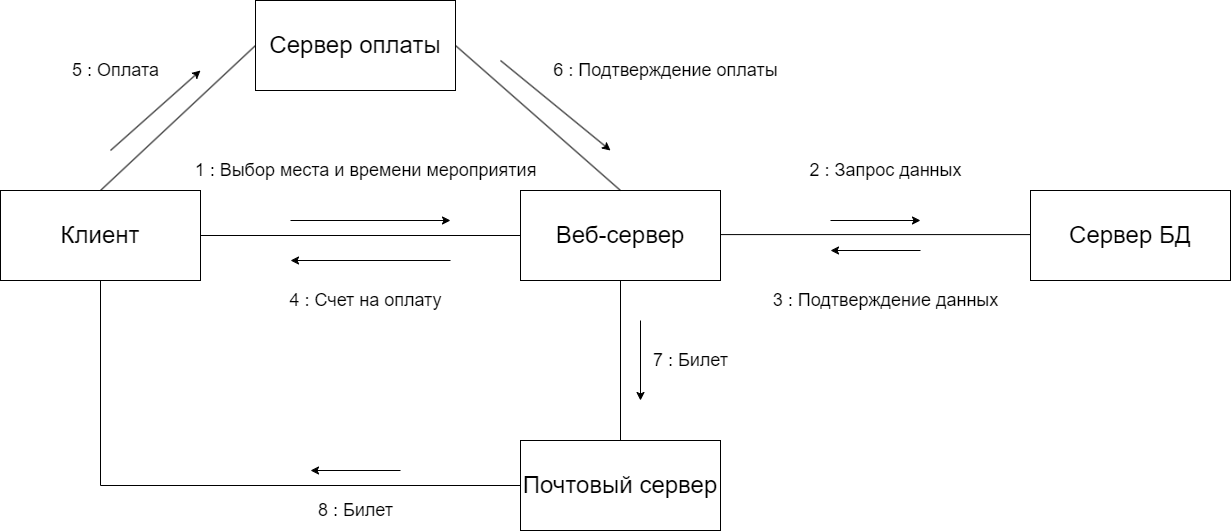 Сервер оплаты
5 : Оплата
6 : Подтверждение оплаты
1 : Выбор места и времени мероприятия
2 : Запрос данных
Клиент
Веб-сервер
Сервер БД
4 : Счет на оплату
3 : Подтверждение данных
7 : Билет
Почтовый сервер
8 : Билет